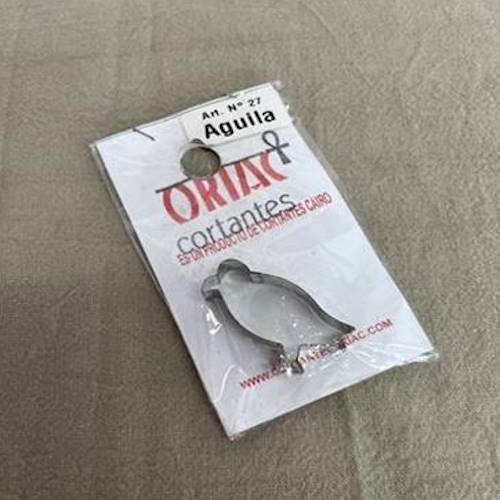 Art. Nº 27
Aguila
ORIAC
cortantes
ES UN PRODUCTO DE CORTANTES CAIRO